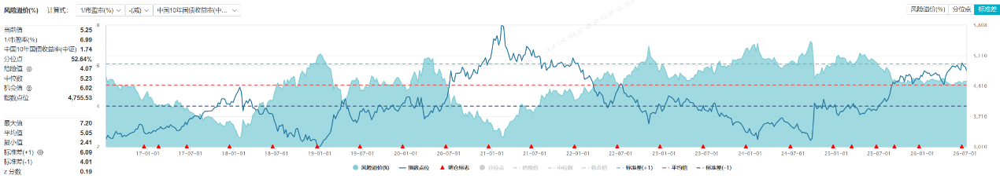 风险溢价(%) 计算式: 1/市盈率(%) -(减) 中国10年国债收益率(中... 风险溢价(%) 分位点 标准差
当前值 5.25
1/市盈率(%) 6.99
中国10年国债收益率(中证) 1.74
分位点 52.64%
危险值 4.07
中位数 5.23
机会值 6.02
指数点位 4,755.53
最大值 7.20
平均值 5.05
最小值 2.41
标准差(+1) 6.09
标准差(-1) 4.01
z 分数 0.19
8 5,808
6 5,110
4,410
4 3,710
2 3,010
17-01-01 17-07-01 18-01-01 18-07-01 19-01-01 19-07-01 20-01-01 20-07-01 21-01-01 21-07-01 22-01-01 22-07-01 23-01-01 23-07-01 24-01-01 24-07-01 25-01-01 25-07-01 26-01-01 26-07-01
风险溢价(%) 指数点位 调仓标志 分位点 危险值 中位数 机会值 标准差(+1) 平均值 标准差(-1)